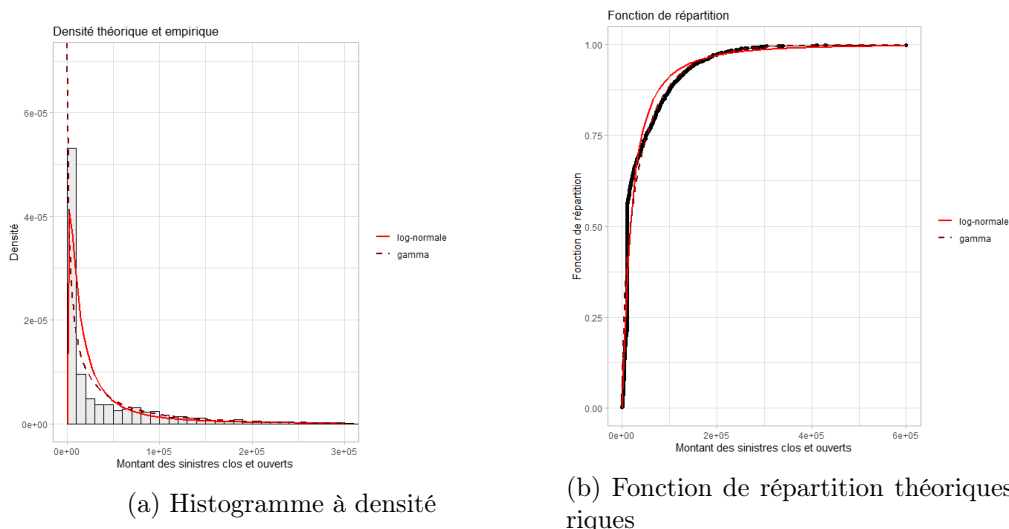 Densité théorique et empirique
6e-05
4e-05
2e-05
0e+00
Densité
0e+00
1e+05
2e+05
3e+05
Montant des sinistres clos et ouverts
log-normale
gamma
(a) Histogramme à densité
Fonction de répartition
1.00
0.75
0.50
0.25
0.00
Fonction de répartition
0e+00
2e+05
4e+05
6e+05
Montant des sinistres clos et ouverts
log-normale
gamma
(b) Fonction de répartition théoriques
riques